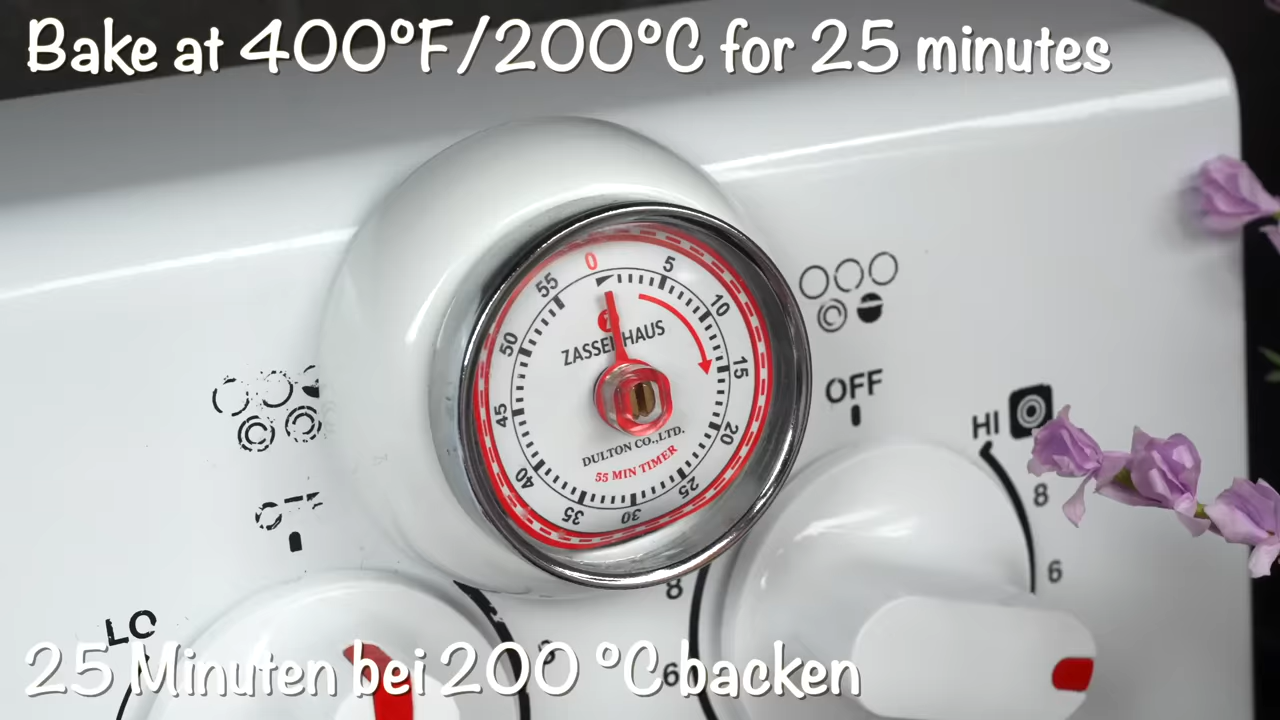 Bake at 400°F/200°C for 25 minutes
0
5
10
15
20
25
30
35
40
45
50
55
ZASSENHAUS
DULTON CO.,LTD.
55 MIN TIMER
OFF
HI
8
6
LO
8
6
25 Minuten bei 200 °C backen